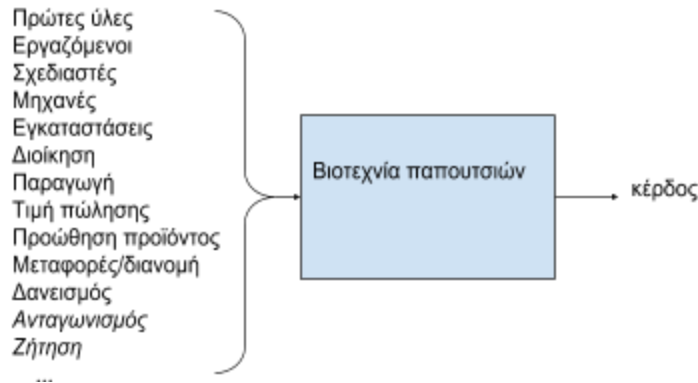 Πρώτες ύλες
Εργαζόμενοι
Σχεδιαστές
Μηχανές
Εγκαταστάσεις
Διοίκηση
Παραγωγή
Τιμή πώλησης
Προώθηση προϊόντος
Μεταφορές/διανομή
Δανεισμός
Ανταγωνισμός
Ζήτηση
...
Βιοτεχνία παπουτσιών
κέρδος